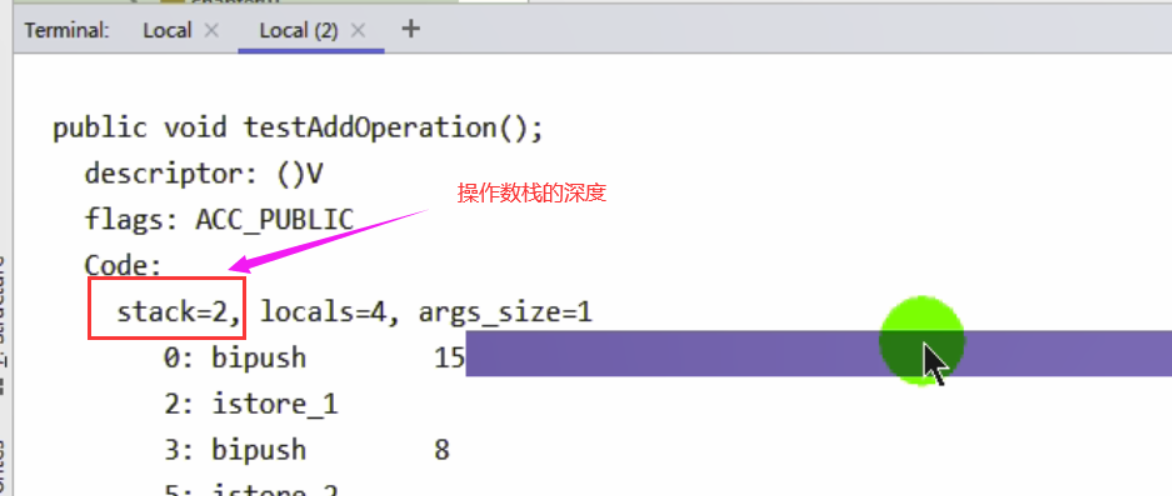 Terminal:   Local ×   Local (2) ×   +
public void testAddOperation();
descriptor: ()V
操作数栈的深度
flags: ACC_PUBLIC
Code:
stack=2, locals=4, args_size=1
0: bipush        15
2: istore_1
3: bipush        8
5: istore_2